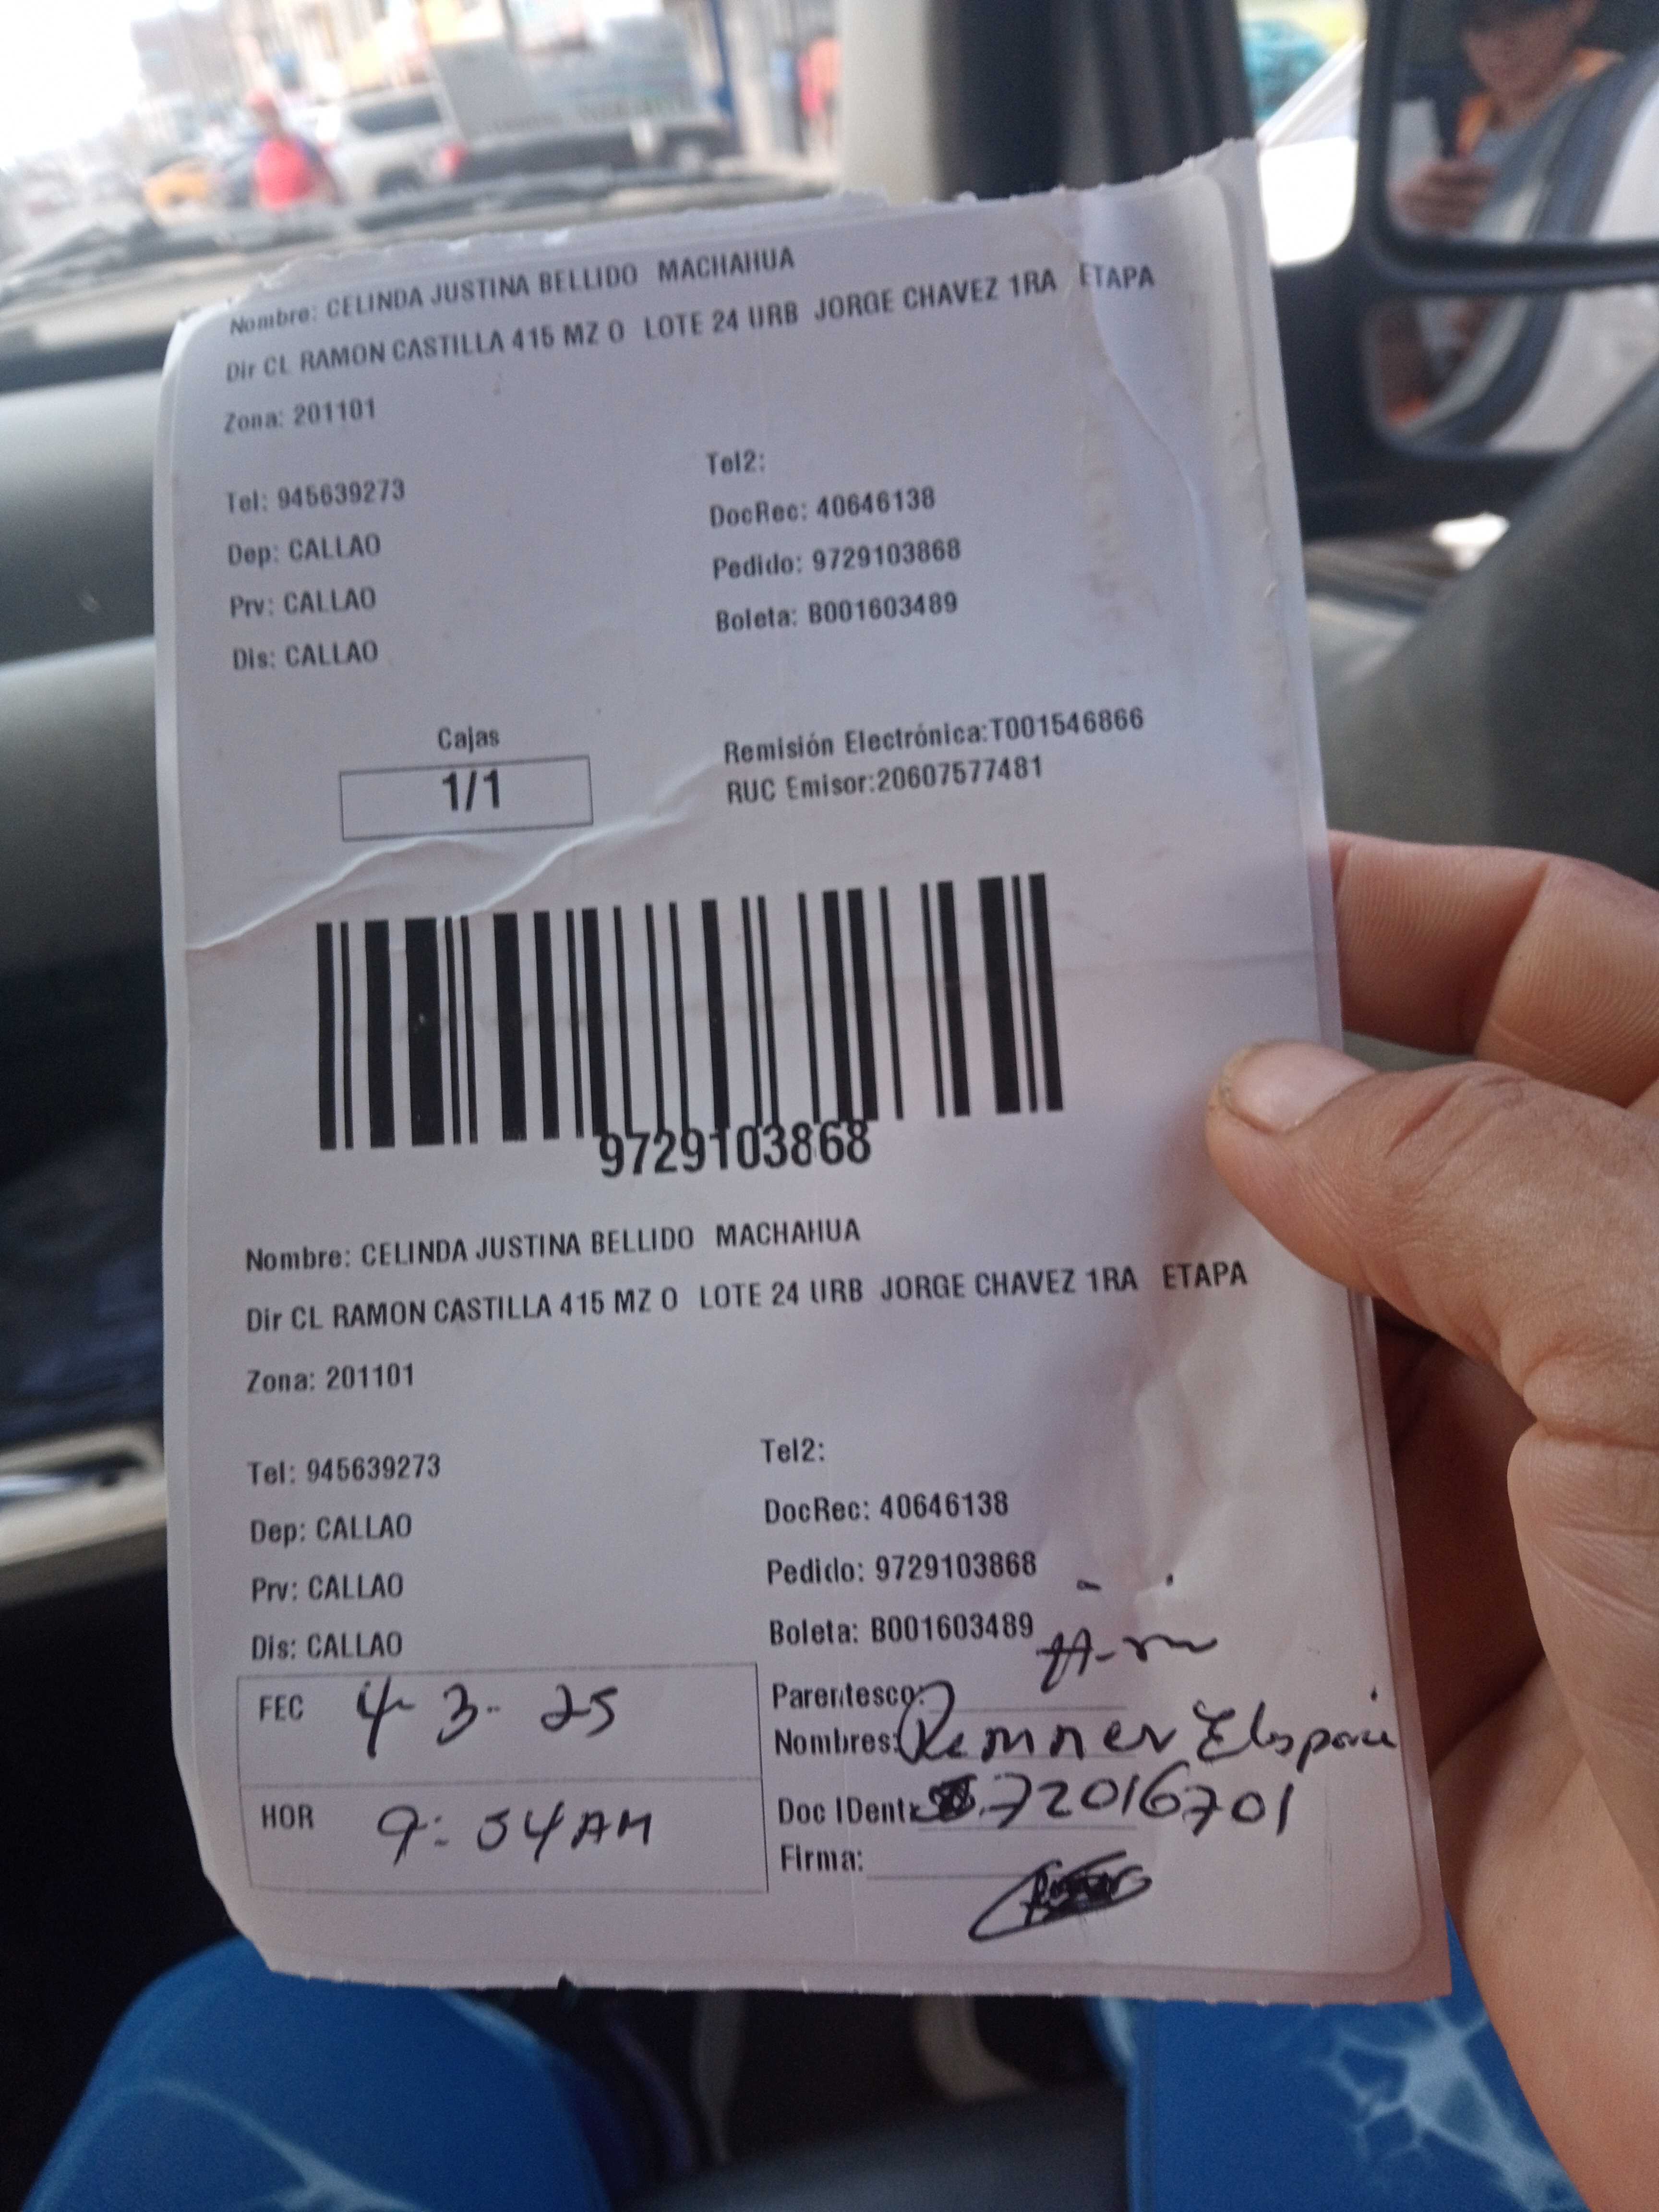 Nombre: CELINDA JUSTINA BELLIDO MACHAHUA
Dir CL RAMON CASTILLA 415 MZ O LOTE 24 URB JORGE CHAVEZ 1RA ETAPA
Zona: 201101
Tel2:
Tel: 945639273
DocRec: 40646138
Dep: CALLAO
Pedido: 9729103868
Prv: CALLAO
Boleta: B001603489
Dis: CALLAO
Cajas
1/1
Remisión Electrónica:T001546866
RUC Emisor:20607577481
9729103868
Nombre: CELINDA JUSTINA BELLIDO MACHAHUA
Dir CL RAMON CASTILLA 415 MZ O LOTE 24 URB JORGE CHAVEZ 1RA ETAPA
Zona: 201101
Tel2:
Tel: 945639273
DocRec: 40646138
Dep: CALLAO
Pedido: 9729103868
Prv: CALLAO
Boleta: B001603489
Dis: CALLAO
FEC 4-3-25
Parentesco:
Nombres:
HOR 9:54AM
Doc IDent: 72016701
Firma: